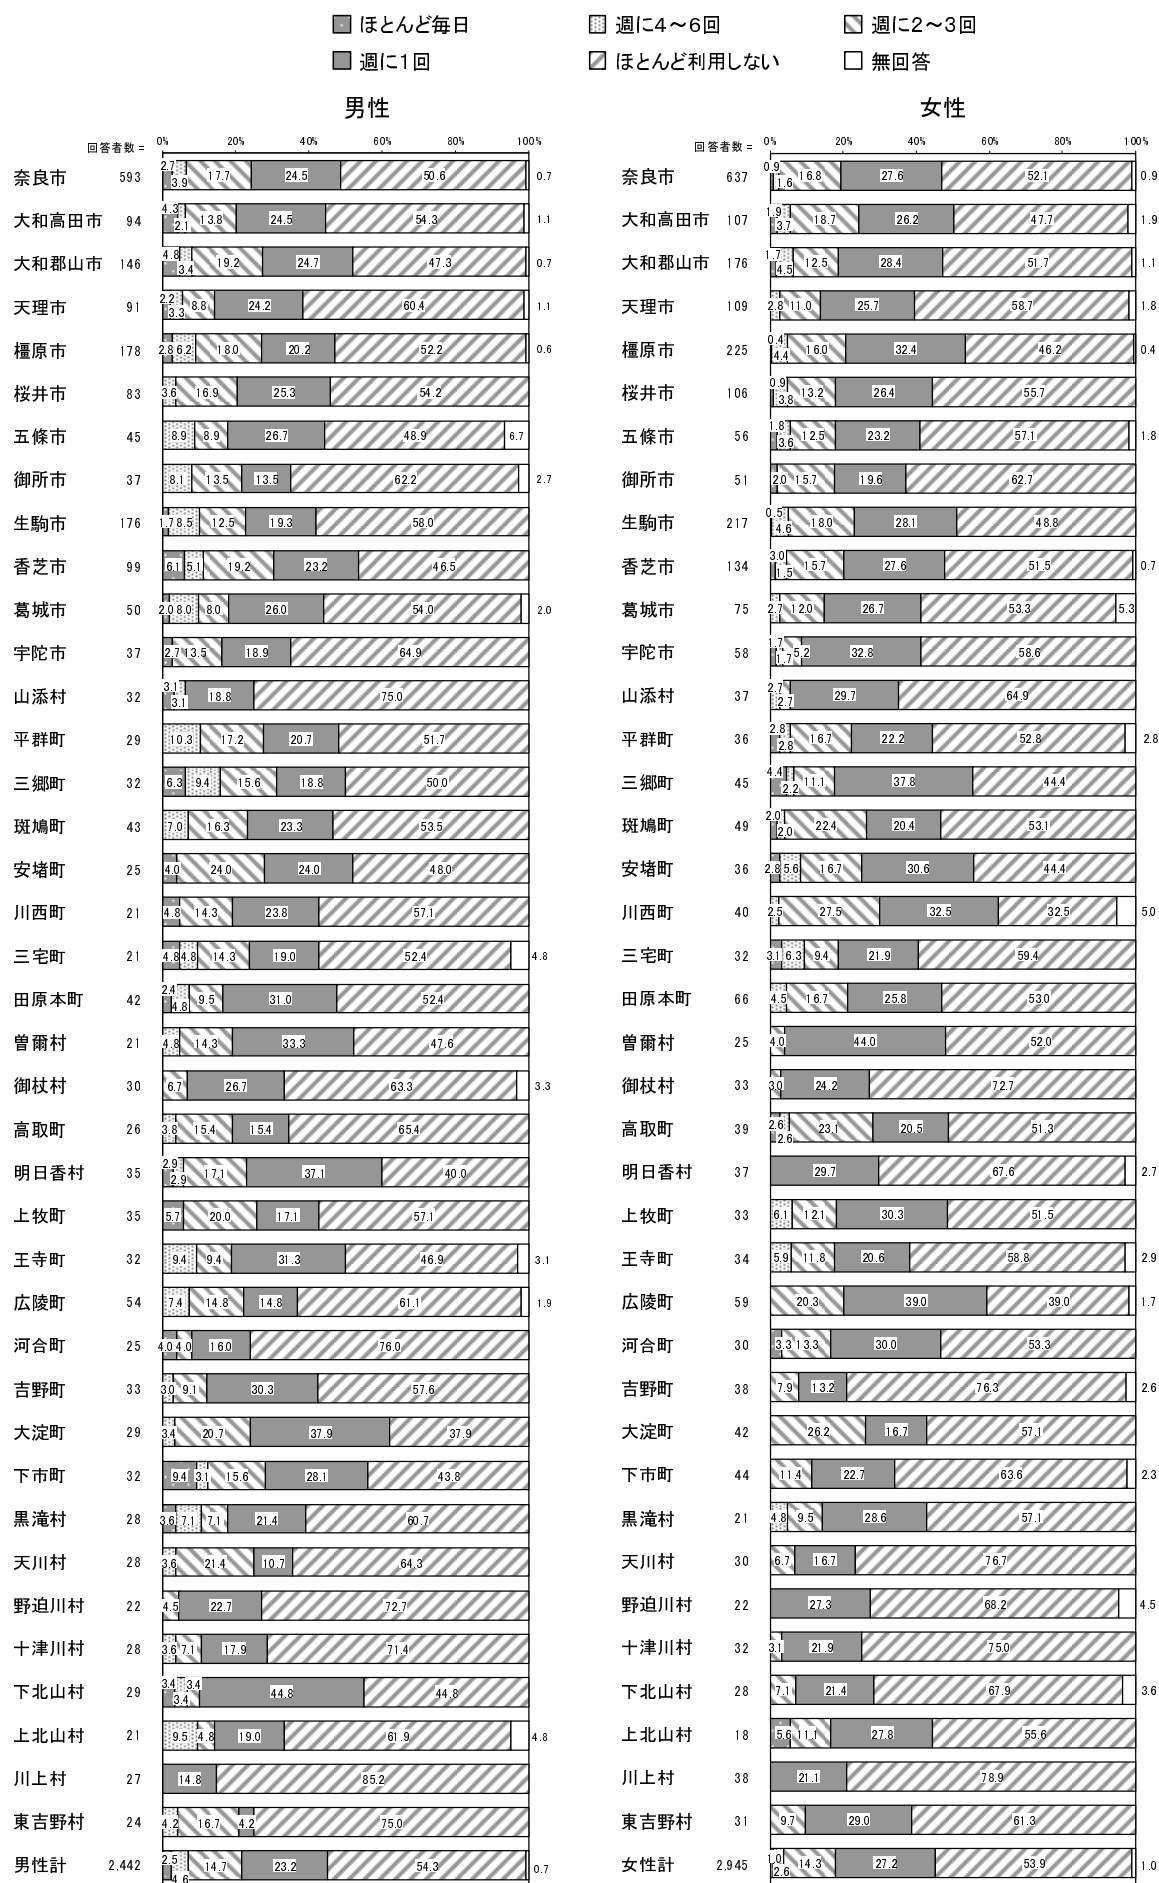 ほとんど毎日 週に4～6回 週に2～3回
週に1回 ほとんど利用しない 無回答
男性 女性
回答者数＝ 0% 20% 40% 60% 80% 100% 回答者数＝ 0% 20% 40% 60% 80% 100%
奈良市 593 2.7 3.9 17.7 24.5 50.6 0.7 奈良市 637 0.9 1.6 16.8 27.6 52.1 0.9
大和高田市 94 4.3 2.1 13.8 24.5 54.3 1.1 大和高田市 107 1.9 3.7 18.7 26.2 47.7 1.9
大和郡山市 146 4.8 3.4 19.2 24.7 47.3 0.7 大和郡山市 176 1.7 4.5 12.5 28.4 51.7 1.1
天理市 91 2.2 3.3 8.8 24.2 60.4 1.1 天理市 109 2.8 11.0 25.7 58.7 1.8
橿原市 178 2.8 6.2 18.0 20.2 52.2 0.6 橿原市 225 0.4 4.4 16.0 32.4 46.2 0.4
桜井市 83 3.6 16.9 25.3 54.2 桜井市 106 0.9 3.8 13.2 26.4 55.7
五條市 45 8.9 8.9 26.7 48.9 6.7 五條市 56 1.8 3.6 12.5 23.2 57.1 1.8
御所市 37 8.1 13.5 13.5 62.2 2.7 御所市 51 2.0 15.7 19.6 62.7
生駒市 176 1.7 8.5 12.5 19.3 58.0 生駒市 217 0.5 4.6 18.0 28.1 48.8
香芝市 99 6.1 5.1 19.2 23.2 46.5 香芝市 134 3.0 1.5 15.7 27.6 51.5 0.7
葛城市 50 2.0 8.0 8.0 26.0 54.0 2.0 葛城市 75 2.7 12.0 26.7 53.3 5.3
宇陀市 37 2.7 13.5 18.9 64.9 宇陀市 58 1.7 1.7 5.2 32.8 58.6
山添村 32 3.1 3.1 18.8 75.0 山添村 37 2.7 2.7 29.7 64.9
平群町 29 10.3 17.2 20.7 51.7 平群町 36 2.8 2.8 16.7 22.2 52.8 2.8
三郷町 32 6.3 9.4 15.6 18.8 50.0 三郷町 45 4.4 2.2 11.1 37.8 44.4
斑鳩町 43 7.0 16.3 23.3 53.5 斑鳩町 49 2.0 2.0 22.4 20.4 53.1
安堵町 25 4.0 24.0 24.0 48.0 安堵町 36 2.8 5.6 16.7 30.6 44.4
川西町 21 4.8 14.3 23.8 57.1 川西町 40 2.5 27.5 32.5 32.5 5.0
三宅町 21 4.8 4.8 14.3 19.0 52.4 4.8 三宅町 32 3.1 6.3 9.4 21.9 59.4
田原本町 42 2.4 4.8 9.5 31.0 52.4 田原本町 66 4.5 16.7 25.8 53.0
曽爾村 21 4.8 14.3 33.3 47.6 曽爾村 25 4.0 44.0 52.0
御杖村 30 6.7 26.7 63.3 3.3 御杖村 33 3.0 24.2 72.7
高取町 26 3.8 15.4 15.4 65.4 高取町 39 2.6 2.6 23.1 20.5 51.3
明日香村 35 2.9 2.9 17.1 37.1 40.0 明日香村 37 29.7 67.6 2.7
上牧町 35 5.7 20.0 17.1 57.1 上牧町 33 6.1 12.1 30.3 51.5
王寺町 32 9.4 9.4 31.3 46.9 3.1 王寺町 34 5.9 11.8 20.6 58.8 2.9
広陵町 54 7.4 14.8 14.8 61.1 1.9 広陵町 59 20.3 39.0 39.0 1.7
河合町 25 4.0 4.0 16.0 76.0 河合町 30 3.3 13.3 30.0 53.3
吉野町 33 3.0 9.1 30.3 57.6 吉野町 38 7.9 13.2 76.3 2.6
大淀町 29 3.4 20.7 37.9 37.9 大淀町 42 26.2 16.7 57.1
下市町 32 9.4 3.1 15.6 28.1 43.8 下市町 44 11.4 22.7 63.6 2.3
黒滝村 28 3.6 7.1 7.1 21.4 60.7 黒滝村 21 4.8 9.5 28.6 57.1
天川村 28 3.6 21.4 10.7 64.3 天川村 30 6.7 16.7 76.7
野迫川村 22 4.5 22.7 72.7 野迫川村 22 27.3 68.2 4.5
十津川村 28 3.6 7.1 17.9 71.4 十津川村 32 3.1 21.9 75.0
下北山村 29 3.4 3.4 3.4 44.8 44.8 下北山村 28 7.1 21.4 67.9 3.6
上北山村 21 9.5 4.8 19.0 61.9 4.8 上北山村 18 5.6 11.1 27.8 55.6
川上村 27 14.8 85.2 川上村 38 21.1 78.9
東吉野村 24 4.2 16.7 4.2 75.0 東吉野村 31 9.7 29.0 61.3
男性計 2,442 2.5 4.6 14.7 23.2 54.3 0.7 女性計 2,945 1.0 2.6 14.3 27.2 53.9 1.0